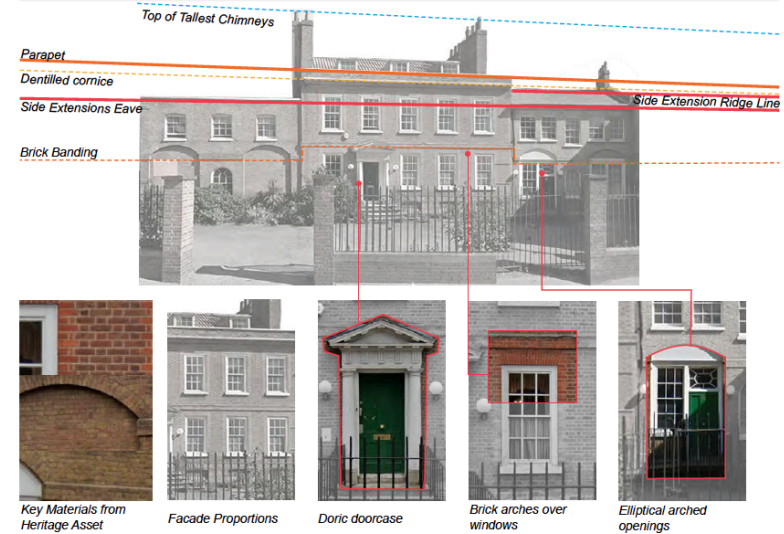 Top of Tallest Chimneys
Parapet
Dentilled cornice
Side Extensions Eave
Side Extension Ridge Line
Brick Banding
Key Materials from
Heritage Asset
Facade Proportions
Doric doorcase
Brick arches over
windows
Elliptical arched
openings